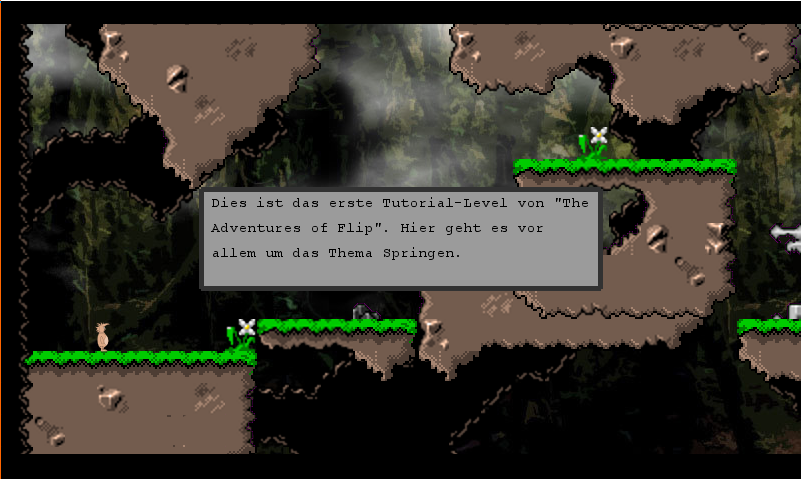 Dies ist das erste Tutorial-Level von "The
Adventures of Flip". Hier geht es vor
allem um das Thema Springen.